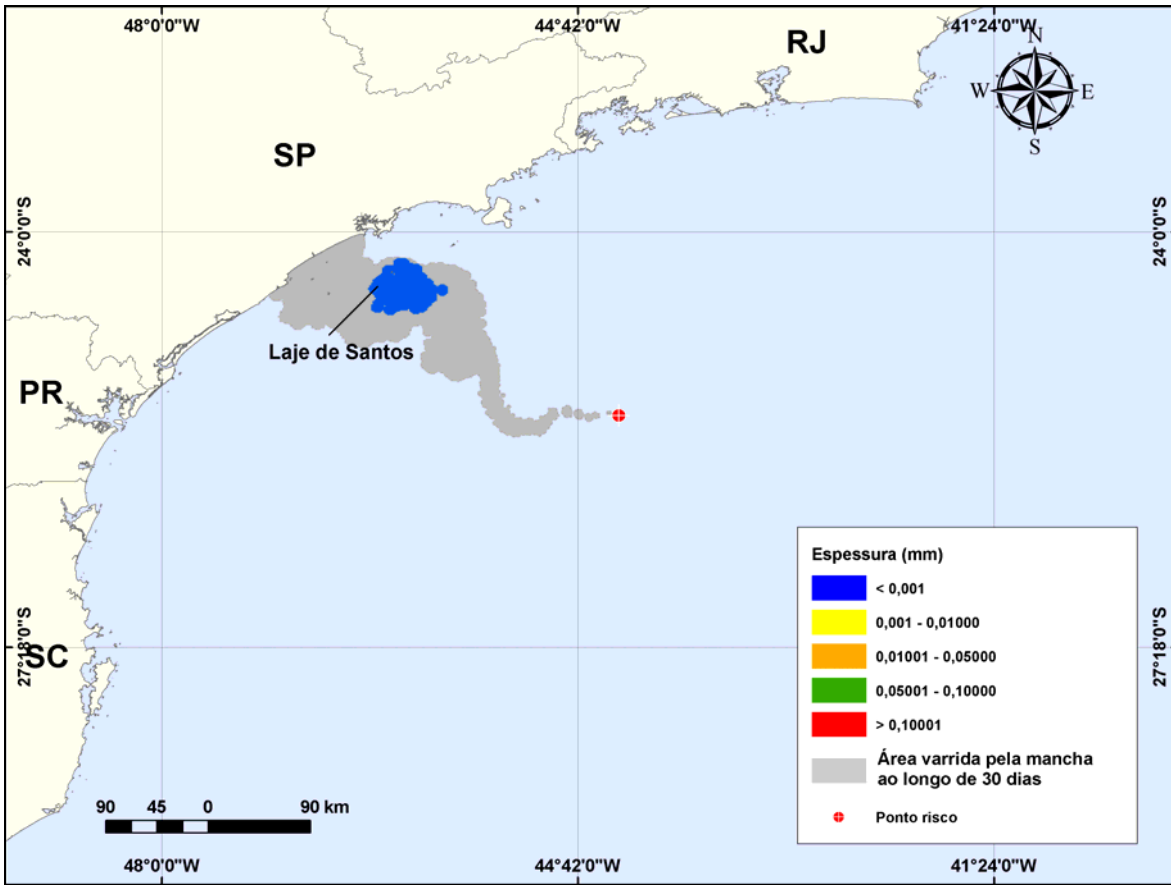 48°0'0"W
44°42'0"W
41°24'0"W
N
W
E
S
RJ
SP
24°0'0"S
24°0'0"S
Laje de Santos
PR
SC
27°18'0"S
27°18'0"S
Espessura (mm)
< 0,001
0,001 - 0,01000
0,01001 - 0,05000
0,05001 - 0,10000
> 0,10001
Área varrida pela mancha
ao longo de 30 dias
Ponto risco
90 45 0 90 km
48°0'0"W
44°42'0"W
41°24'0"W